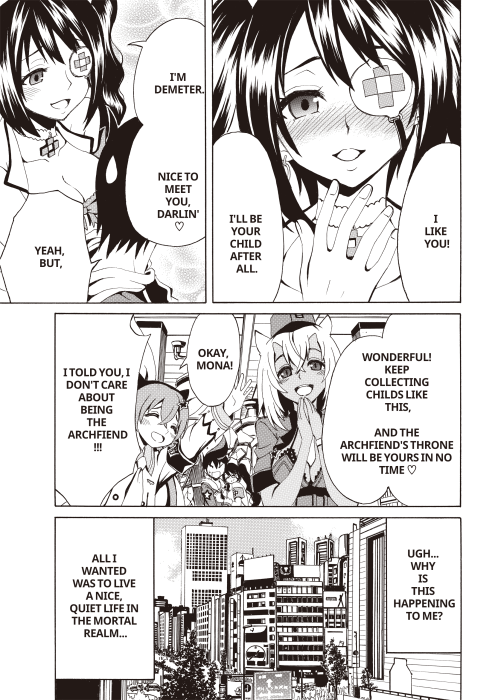 I
LIKE
YOU!
I'LL BE
YOUR
CHILD
AFTER
ALL.
I'M
DEMETER.
NICE TO
MEET
YOU,
DARLIN'
♡
YEAH,
BUT,
WONDERFUL!
KEEP
COLLECTING
CHILDS LIKE
THIS,
AND THE
ARCHFIEND'S THRONE
WILL BE YOURS IN NO
TIME ♡
OKAY,
MONA!
I TOLD YOU, I
DON'T CARE
ABOUT
BEING
THE
ARCHFIEND
!!!
UGH...
WHY
IS
THIS
HAPPENING
TO ME?
ALL I
WANTED
WAS TO LIVE
A NICE,
QUIET LIFE IN
THE MORTAL
REALM...